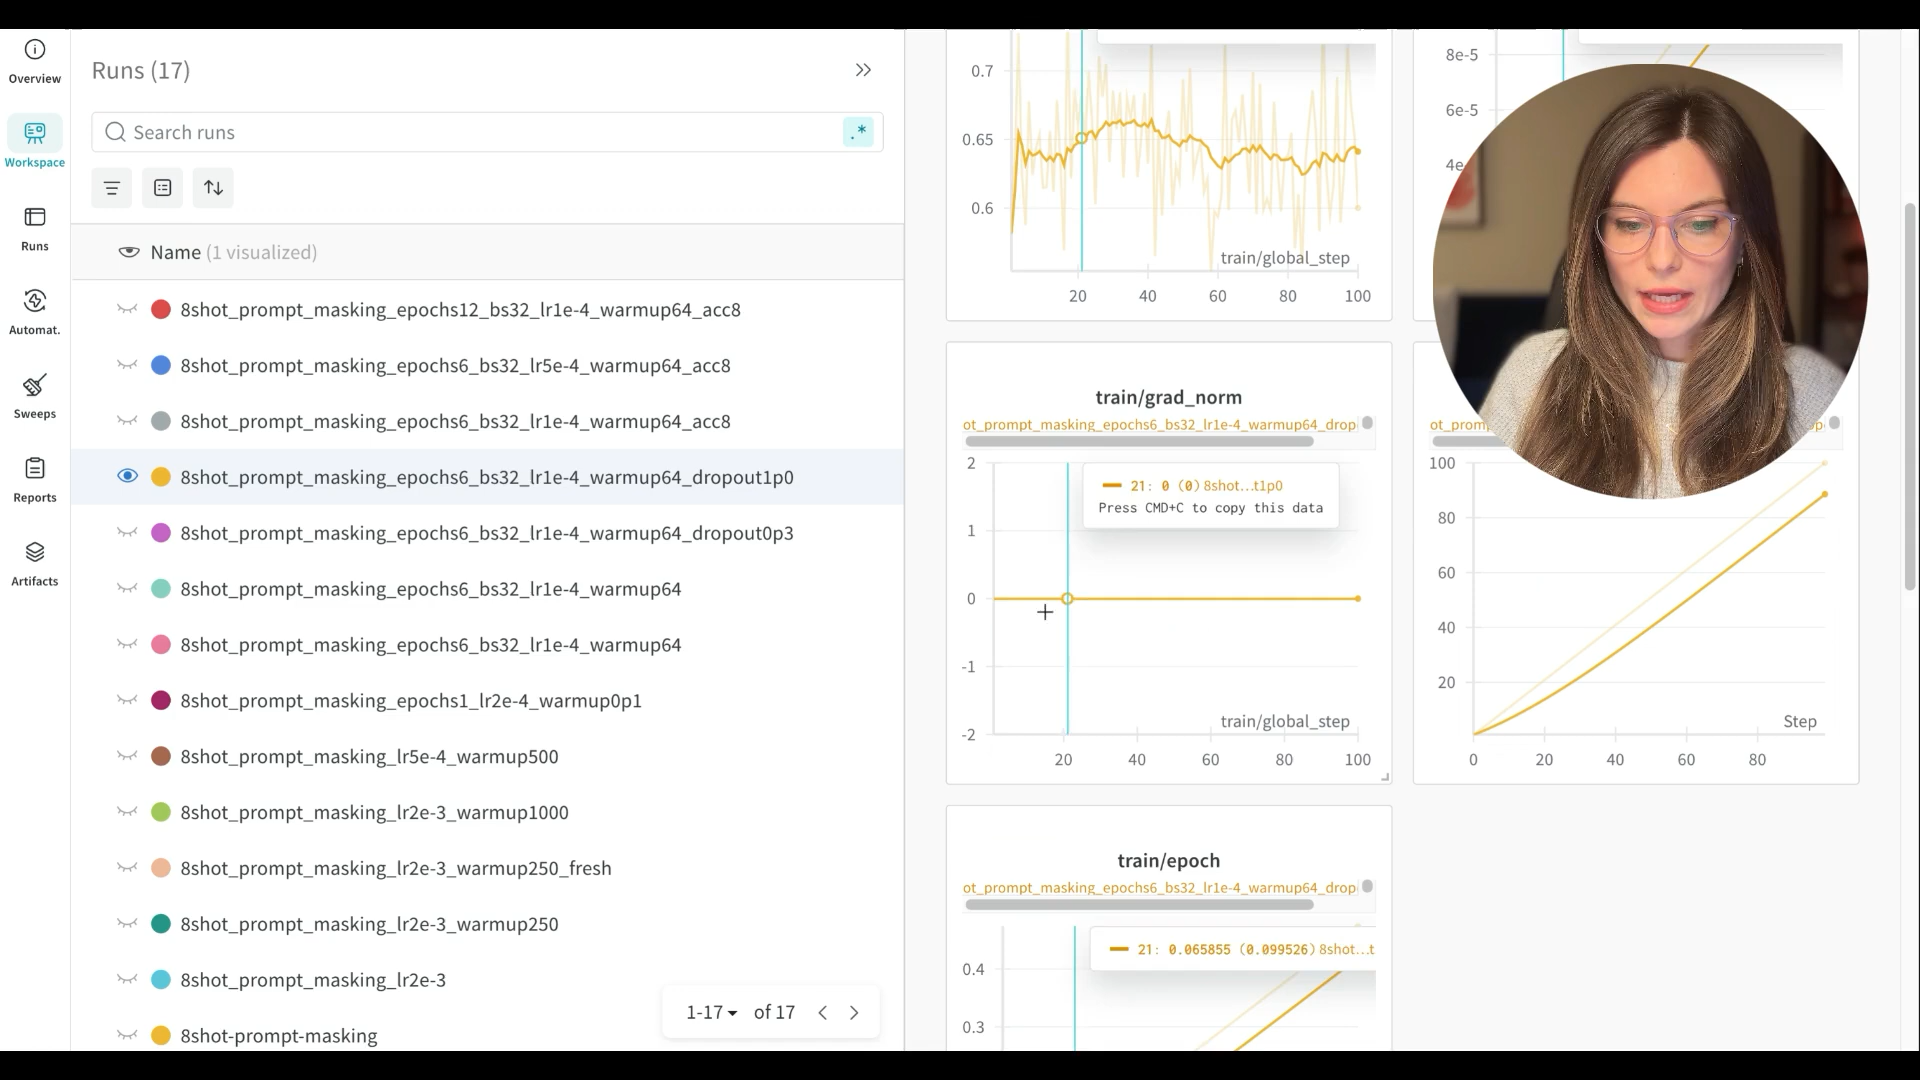 Overview
Workspace
Runs
Automat.
Sweeps
Reports
Artifacts
Runs (17)
Search runs
.*
Name (1 visualized)
8shot_prompt_masking_epochs12_bs32_lr1e-4_warmup64_acc8
8shot_prompt_masking_epochs6_bs32_lr5e-4_warmup64_acc8
8shot_prompt_masking_epochs6_bs32_lr1e-4_warmup64_acc8
8shot_prompt_masking_epochs6_bs32_lr1e-4_warmup64_dropout1p0
8shot_prompt_masking_epochs6_bs32_lr1e-4_warmup64_dropout0p3
8shot_prompt_masking_epochs6_bs32_lr1e-4_warmup64
8shot_prompt_masking_epochs6_bs32_lr1e-4_warmup64
8shot_prompt_masking_epochs1_lr2e-4_warmup0p1
8shot_prompt_masking_lr5e-4_warmup500
8shot_prompt_masking_lr2e-3_warmup1000
8shot_prompt_masking_lr2e-3_warmup250_fresh
8shot_prompt_masking_lr2e-3_warmup250
8shot_prompt_masking_lr2e-3
8shot-prompt-masking
1-17 of 17
0.7
0.65
0.6
train/global_step
20 40 60 80 100
8e-5
6e-5
4e
train/grad_norm
ot_prompt_masking_epochs6_bs32_lr1e-4_warmup64_drop
2
21: 0 (0) 8shot...t1p0
Press CMD+C to copy this data
1
0
-1
train/global_step
-2
20 40 60 80 100
ot_prom
100
80
60
40
20
Step
0 20 40 60 80
train/epoch
ot_prompt_masking_epochs6_bs32_lr1e-4_warmup64_drop
21: 0.065855 (0.099526) 8shot...t
0.4
0.3